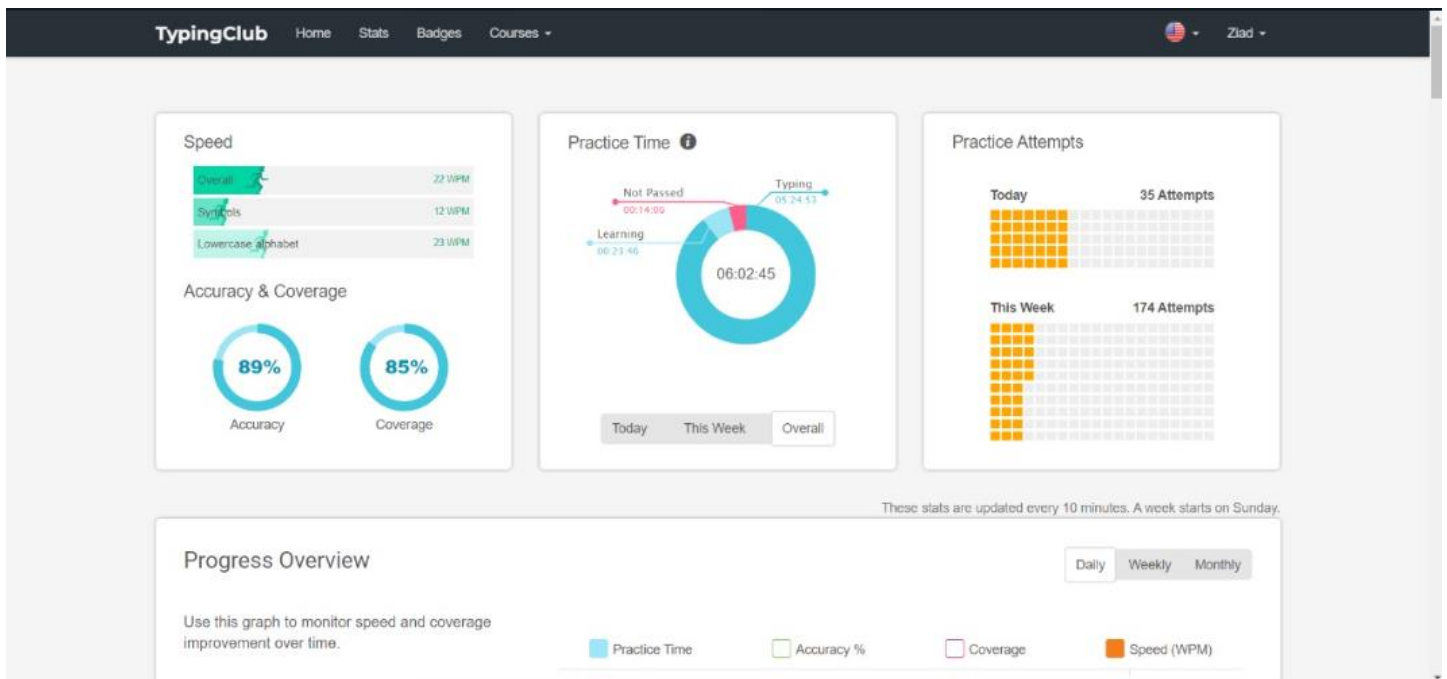 TypingClub Home Stats Badges Courses Ziad
Speed
Overall 22 WPM
Symbols 12 WPM
Lowercase alphabet 23 WPM
Accuracy & Coverage
89% 85%
Accuracy Coverage
Practice Time
Not Passed
00:14:06
Typing
05:24:53
Learning
00:23:46
06:02:45
Today This Week Overall
Practice Attempts
Today 35 Attempts
This Week 174 Attempts
These stats are updated every 10 minutes. A week starts on Sunday.
Progress Overview
Daily Weekly Monthly
Use this graph to monitor speed and coverage
improvement over time.
Practice Time Accuracy % Coverage Speed (WPM)